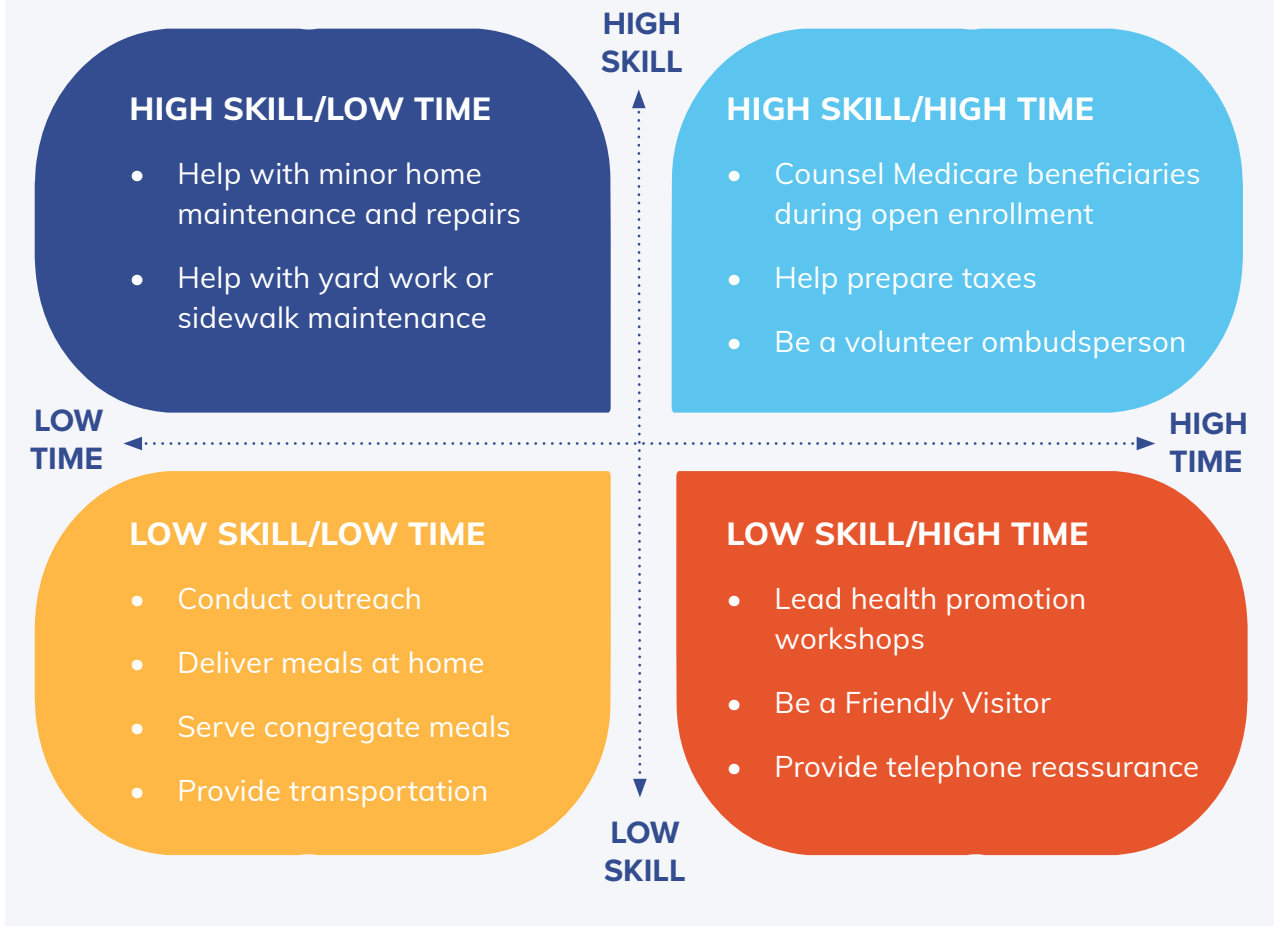 HIGH
SKILL
HIGH SKILL/LOW TIME
• Help with minor home
maintenance and repairs
• Help with yard work or
sidewalk maintenance
HIGH SKILL/HIGH TIME
• Counsel Medicare beneficiaries
during open enrollment
• Help prepare taxes
• Be a volunteer ombudsperson
LOW
TIME
HIGH
TIME
LOW SKILL/LOW TIME
• Conduct outreach
• Deliver meals at home
• Serve congregate meals
• Provide transportation
LOW SKILL/HIGH TIME
• Lead health promotion
workshops
• Be a Friendly Visitor
• Provide telephone reassurance
LOW
SKILL